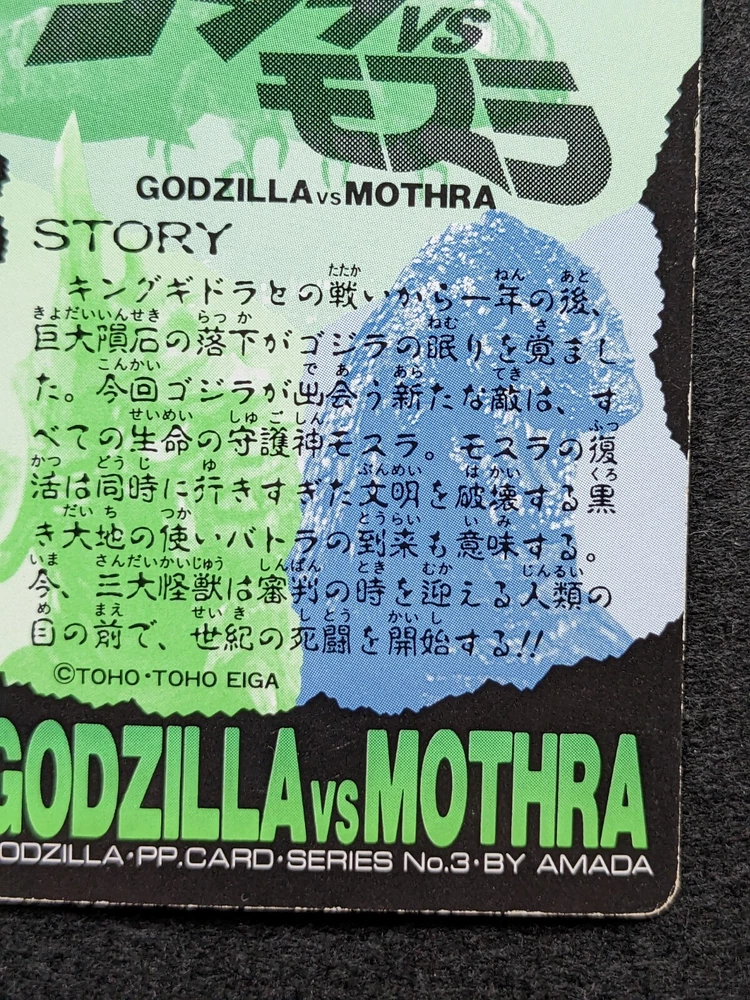 ゴジラVS
モスラ
GODZILLA VS MOTHRA
STORY
キングギドラとの戦いから一年の後、
巨大隕石の落下がゴジラの眠りを覚まし
た。今回ゴジラが出会う新たな敵は、す
べての生命の守護神モスラ。モスラの復
活は同時に行きすぎた文明を破壊する黒
き大地の使いバトラの到来も意味する。
今、三大怪獣は審判の時を迎える人類の
目の前で、世紀の死闘を開始する!!
©TOHO・TOHO EIGA
GODZILLA VS MOTHRA
ODZILLA・PP.CARD・SERIES No.3・BY AMADA